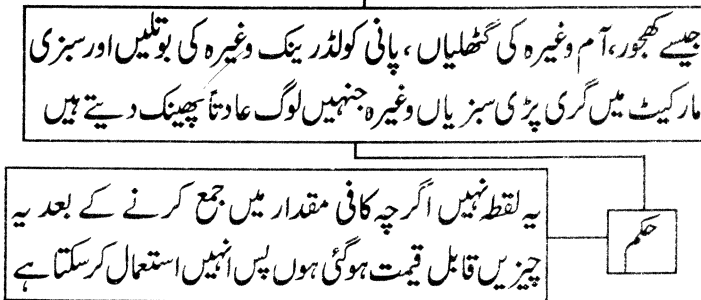 جیسے کھجور، آم وغیرہ کی گٹھلیاں، پانی کولڈرینک وغیرہ کی بوتلیں اور سبزی
مارکیٹ میں گری پڑی سبزیاں وغیرہ جنہیں لوگ عادتاً پھینک دیتے ہیں
حکم
یہ لقطہ نہیں اگرچہ کافی مقدار میں جمع کرنے کے بعد یہ
چیزیں قابل قیمت ہوگئی ہوں پس انہیں استعمال کرسکتا ہے